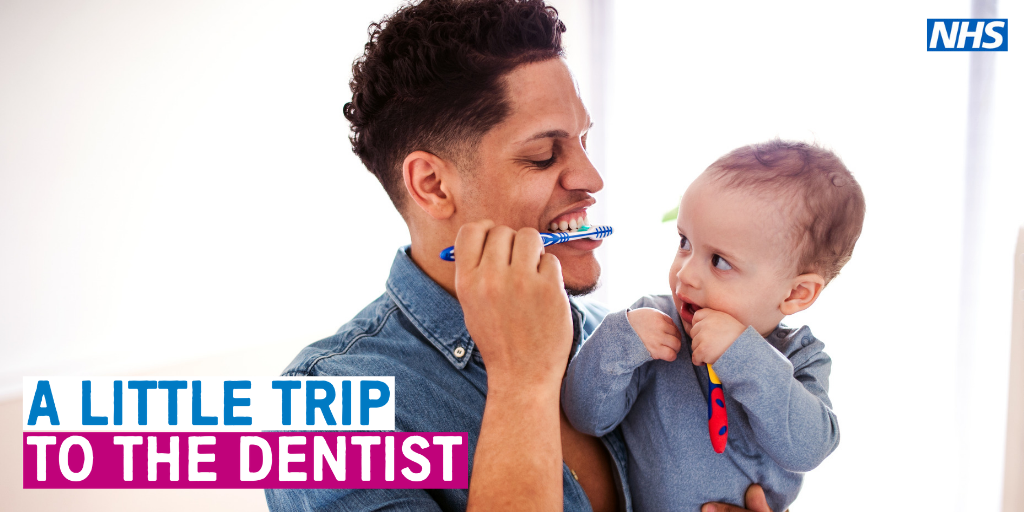 NHS
A LITTLE TRIP
TO THE DENTIST